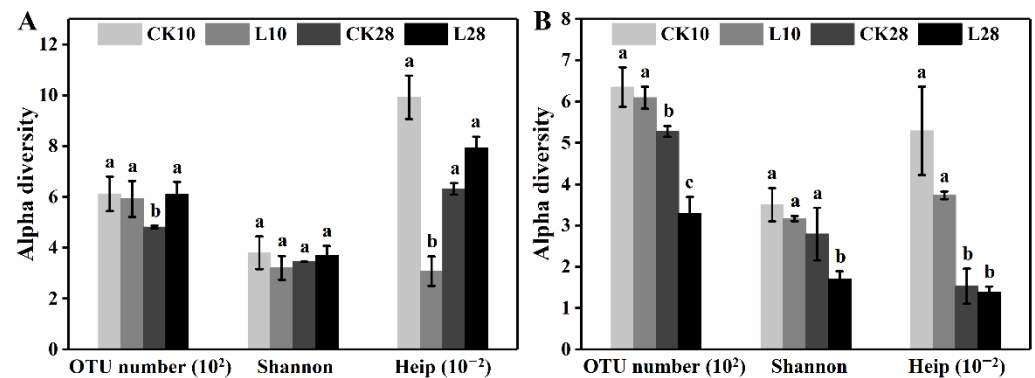 A
CK10 L10 CK28 L28
Alpha diversity
12
10
8
6
4
2
0
a a b a
a a a a
a b a a
OTU number (10²) Shannon Heip (10⁻²)
B
CK10 L10 CK28 L28
Alpha diversity
8
7
6
5
4
3
2
1
0
a a b c
a a a b
a a b b
OTU number (10²) Shannon Heip (10⁻²)